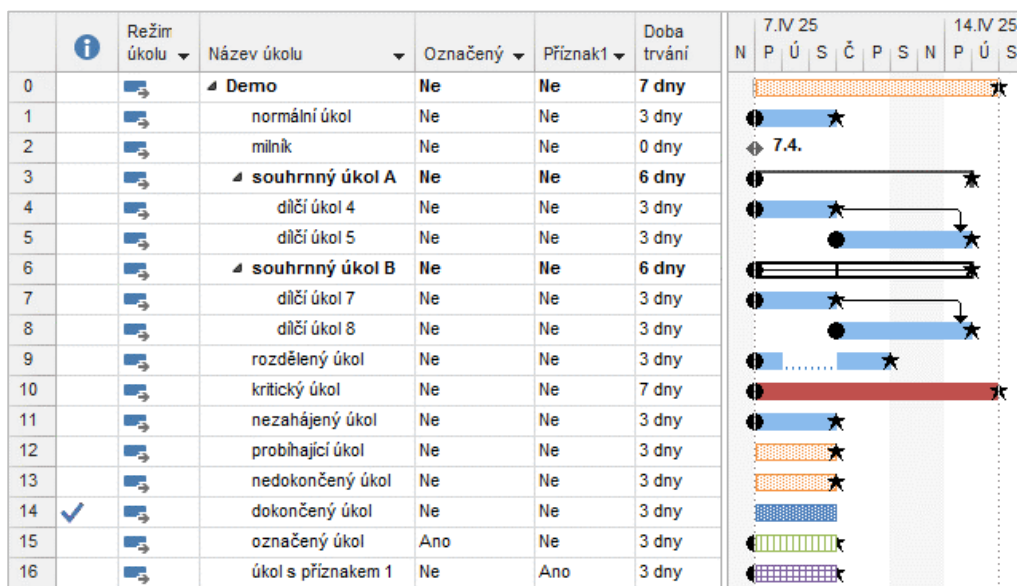 7.IV 25 14.IV 25
Režim úkolu Název úkolu Označený Příznak1 Doba trvání N P Ú S Č P S N P Ú S
0 Demo Ne Ne 7 dny
1 normální úkol Ne Ne 3 dny
2 milník Ne Ne 0 dny 7.4.
3 souhrnný úkol A Ne Ne 6 dny
4 dílčí úkol 4 Ne Ne 3 dny
5 dílčí úkol 5 Ne Ne 3 dny
6 souhrnný úkol B Ne Ne 6 dny
7 dílčí úkol 7 Ne Ne 3 dny
8 dílčí úkol 8 Ne Ne 3 dny
9 rozdělený úkol Ne Ne 3 dny
10 kritický úkol Ne Ne 7 dny
11 nezahájený úkol Ne Ne 3 dny
12 probíhající úkol Ne Ne 3 dny
13 nedokončený úkol Ne Ne 3 dny
14 dokončený úkol Ne Ne 3 dny
15 označený úkol Ano Ne 3 dny
16 úkol s příznakem 1 Ne Ano 3 dny